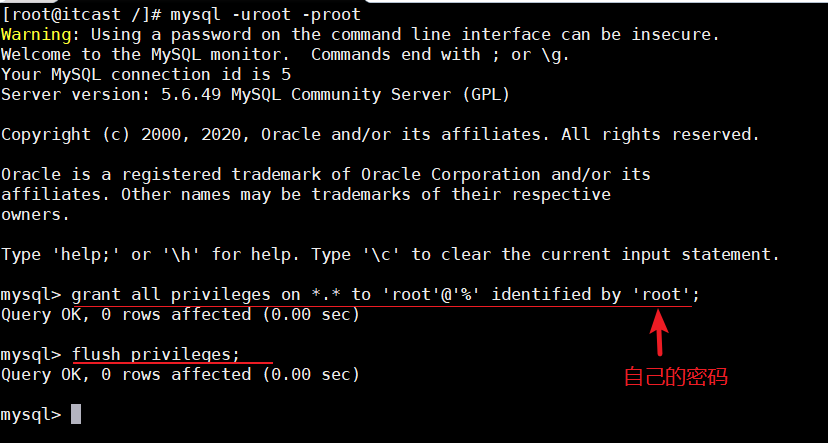 [root@itcast /]# mysql -uroot -proot
Warning: Using a password on the command line interface can be insecure.
Welcome to the MySQL monitor.  Commands end with ; or \g.
Your MySQL connection id is 5
Server version: 5.6.49 MySQL Community Server (GPL)
Copyright (c) 2000, 2020, Oracle and/or its affiliates. All rights reserved.
Oracle is a registered trademark of Oracle Corporation and/or its
affiliates. Other names may be trademarks of their respective
owners.
Type 'help;' or '\h' for help. Type '\c' to clear the current input statement.
mysql> grant all privileges on *.* to 'root'@'%' identified by 'root';
Query OK, 0 rows affected (0.00 sec)
mysql> flush privileges;
Query OK, 0 rows affected (0.00 sec)
自己的密码
mysql>